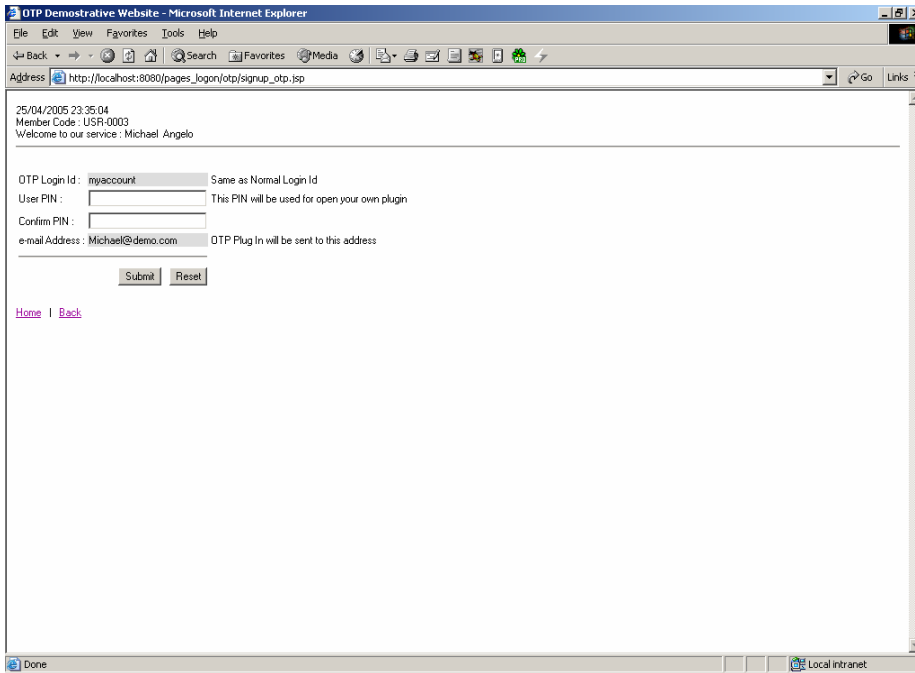 OTP Demostrative Website - Microsoft Internet Explorer
File Edit View Favorites Tools Help
Back Search Favorites Media
Address http://localhost:8080/pages_logon/otp/signup_otp.jsp Go Links
25/04/2005 23:35:04
Member Code : USR-0003
Welcome to our service : Michael Angelo
OTP Login Id : myaccount Same as Normal Login Id
User PIN : This PIN will be used for open your own plugin
Confirm PIN :
e-mail Address : Michael@demo.com OTP Plug In will be sent to this address
Submit Reset
Home | Back
Done Local intranet